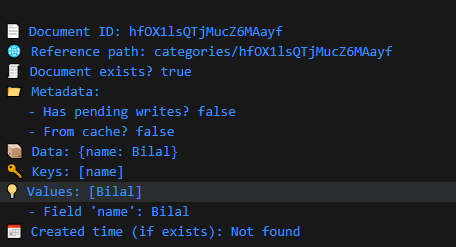 📄 Document ID: hfOX1lsQTjMucZ6MAayf
🌐 Reference path: categories/hfOX1lsQTjMucZ6MAayf
🧾 Document exists? true
📂 Metadata:
- Has pending writes? false
- From cache? false
📦 Data: {name: Bilal}
🔑 Keys: [name]
💡 Values: [Bilal]
- Field 'name': Bilal
📅 Created time (if exists): Not found